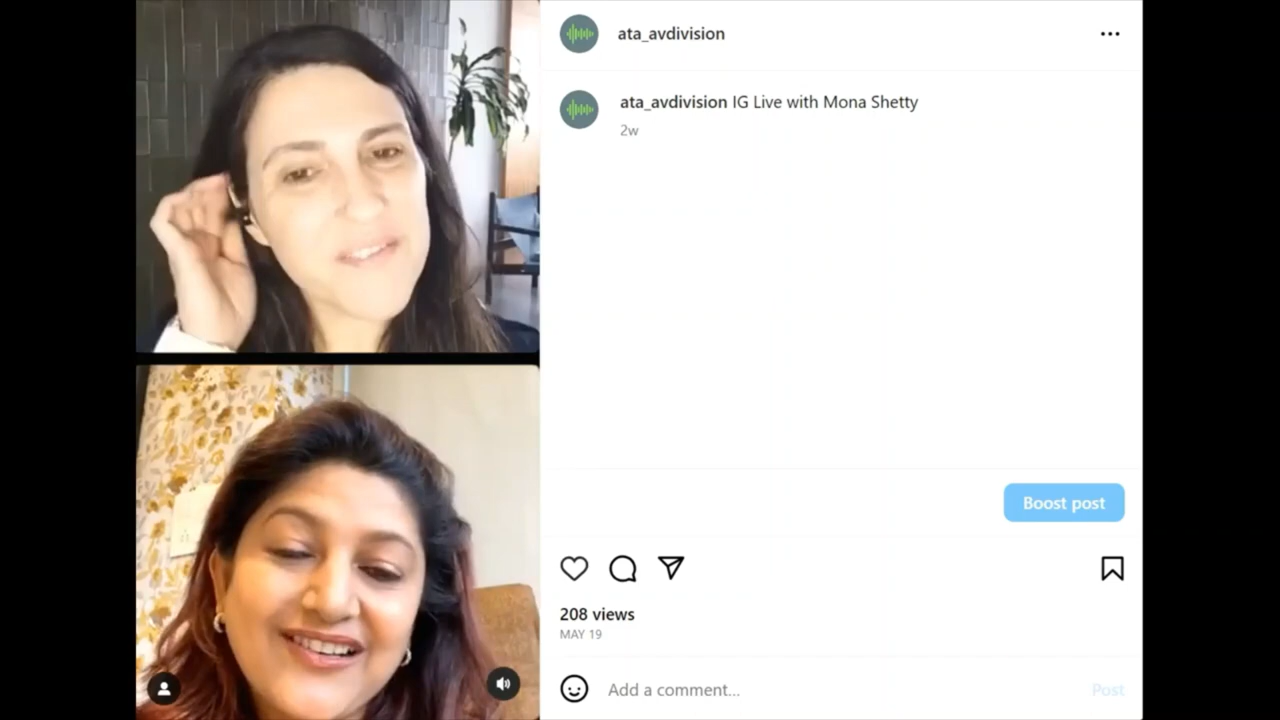 ata_avdivision
ata_avdivision IG Live with Mona Shetty
2w
Boost post
208 views
MAY 19
Add a comment...
Post